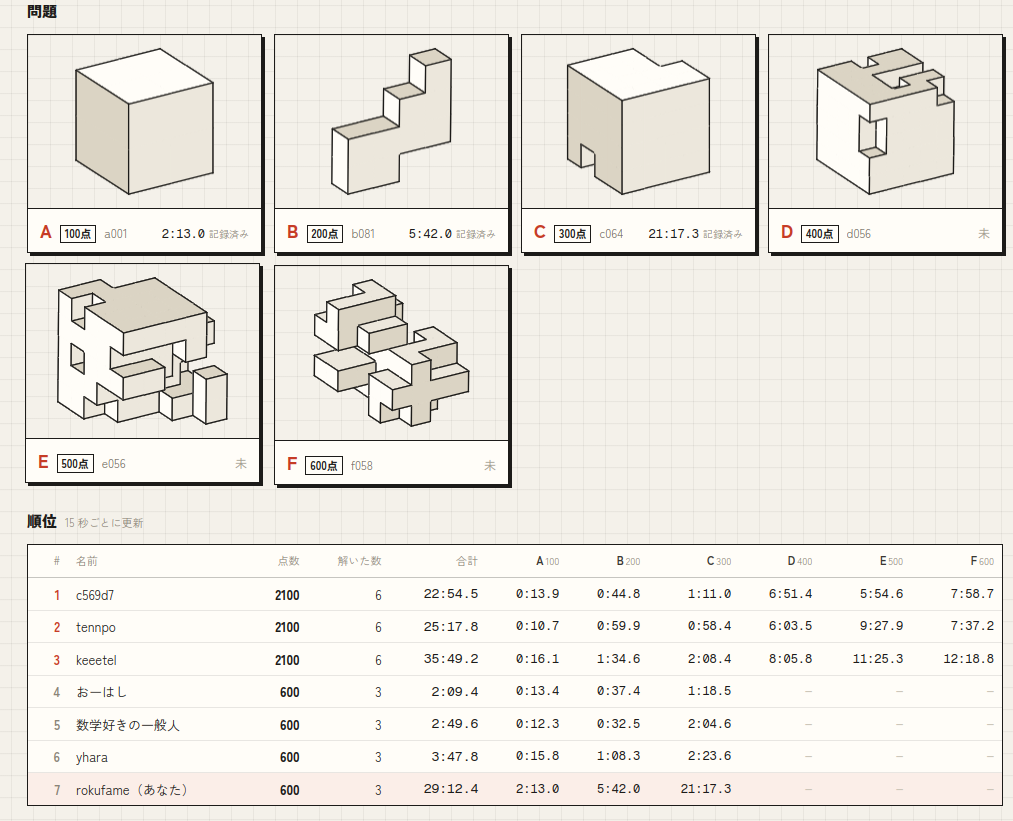 問題
A 100点 a001 2:13.0 記録済み
B 200点 b081 5:42.0 記録済み
C 300点 c064 21:17.3 記録済み
D 400点 d056 未
E 500点 e056 未
F 600点 f058 未
順位 15 秒ごとに更新
# 名前 点数 解いた数 合計 A 100 B 200 C 300 D 400 E 500 F 600
1 c569d7 2100 6 22:54.5 0:13.9 0:44.8 1:11.0 6:51.4 5:54.6 7:58.7
2 tennpo 2100 6 25:17.8 0:10.7 0:59.9 0:58.4 6:03.5 9:27.9 7:37.2
3 keeetel 2100 6 35:49.2 0:16.1 1:34.6 2:08.4 8:05.8 11:25.3 12:18.8
4 おーはし 600 3 2:09.4 0:13.4 0:37.4 1:18.5 — — —
5 数学好きの一般人 600 3 2:49.6 0:12.3 0:32.5 2:04.6 — — —
6 yhara 600 3 3:47.8 0:15.8 1:08.3 2:23.6 — — —
7 rokufame（あなた） 600 3 29:12.4 2:13.0 5:42.0 21:17.3 — — —